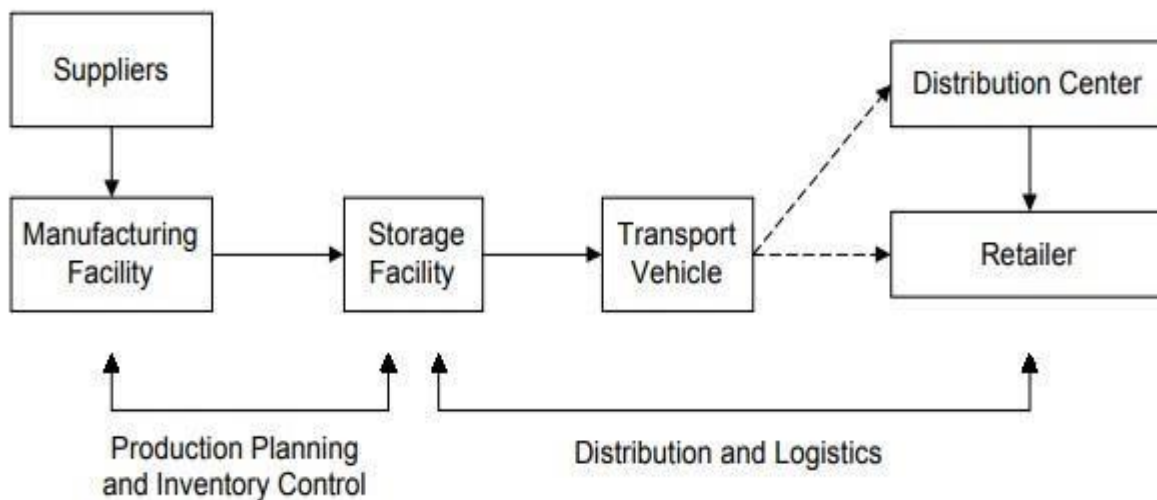 Suppliers
Distribution Center
Manufacturing
Facility
Storage
Facility
Transport
Vehicle
Retailer
Production Planning
and Inventory Control
Distribution and Logistics